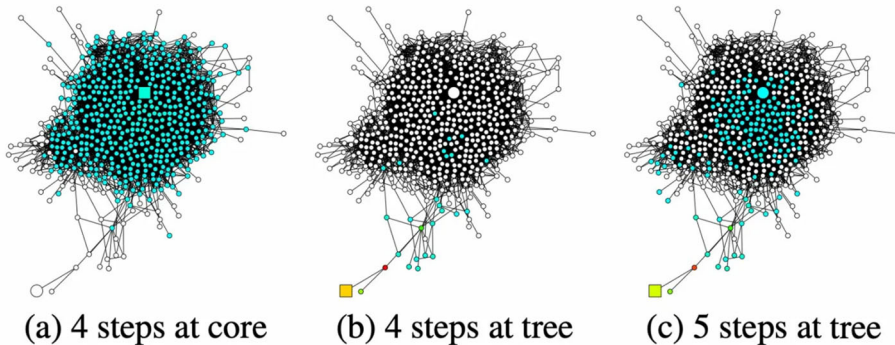 (a) 4 steps at core
(b) 4 steps at tree
(c) 5 steps at tree